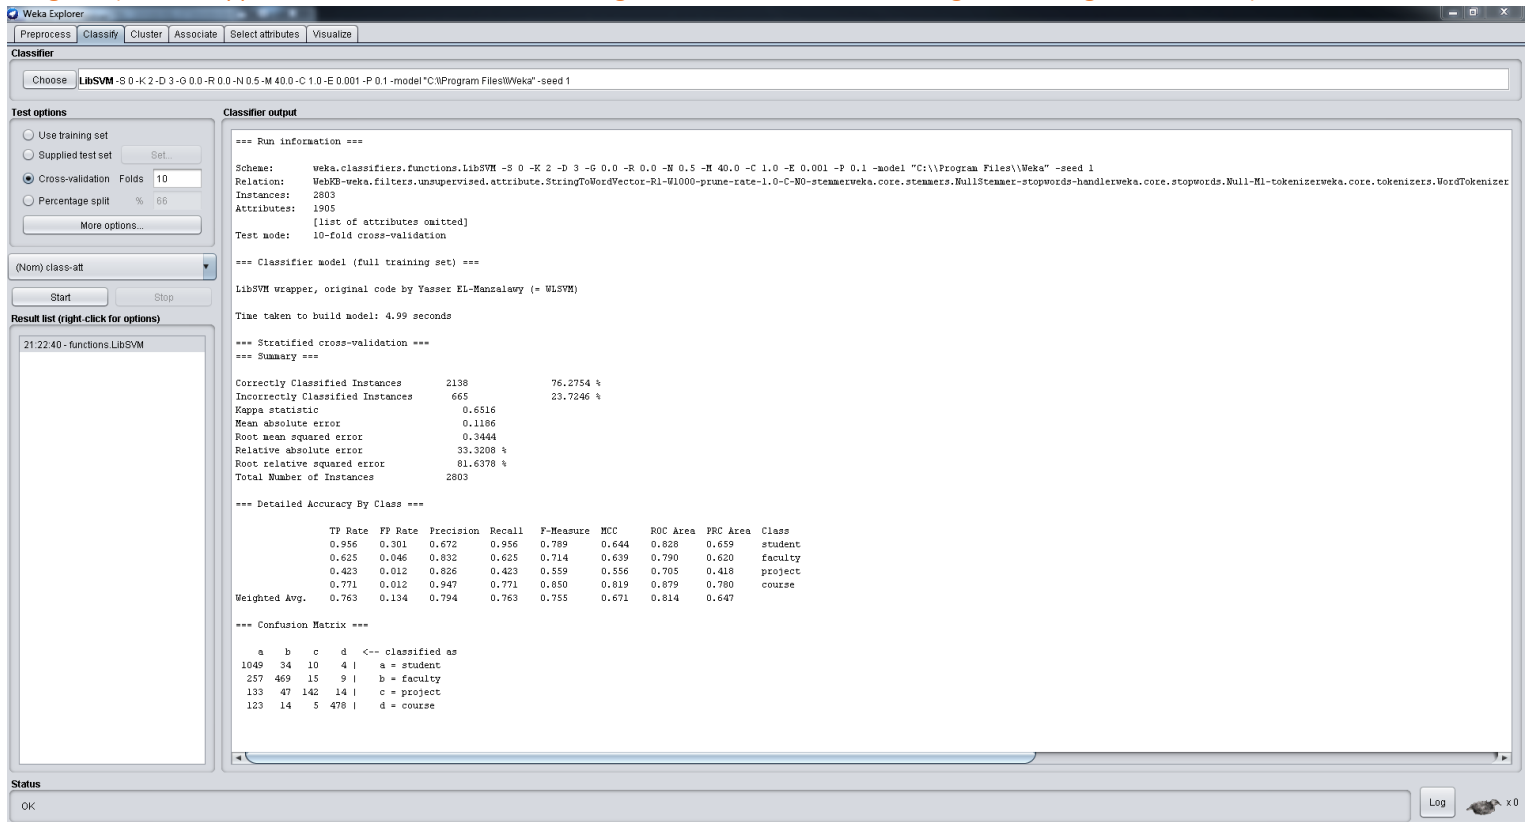 Weka Explorer
Preprocess Classify Cluster Associate Select attributes Visualize
Classifier
Choose LibSVM -S 0 -K 2 -D 3 -G 0.0 -R 0.0 -N 0.5 -M 40.0 -C 1.0 -E 0.001 -P 0.1 -model "C:\\Program Files\\Weka" -seed 1
Test options
Use training set
Supplied test set Set...
Cross-validation Folds 10
Percentage split % 66
More options...
(Nom) class-att
Start Stop
Result list (right-click for options)
21:22:40 - functions.LibSVM
Classifier output
=== Run information ===
Scheme: weka.classifiers.functions.LibSVM -S 0 -K 2 -D 3 -G 0.0 -R 0.0 -N 0.5 -M 40.0 -C 1.0 -E 0.001 -P 0.1 -model "C:\\Program Files\\Weka" -seed 1
Relation: WebKB-weka.filters.unsupervised.attribute.StringToWordVector-R1-W1000-prune-rate-1.0-C-N0-stemmerweka.core.stemmers.NullStemmer-stopwords-handlerweka.core.stopwords.Null-M1-tokenizerweka.core.tokenizers.WordTokenizer
Instances: 2803
Attributes: 1905
[list of attributes omitted]
Test mode: 10-fold cross-validation
=== Classifier model (full training set) ===
LibSVM wrapper, original code by Yasser EL-Manzalawy (= WLSVM)
Time taken to build model: 4.99 seconds
=== Stratified cross-validation ===
=== Summary ===
Correctly Classified Instances 2138 76.2754 %
Incorrectly Classified Instances 665 23.7246 %
Kappa statistic 0.6516
Mean absolute error 0.1186
Root mean squared error 0.3444
Relative absolute error 33.3208 %
Root relative squared error 81.6378 %
Total Number of Instances 2803
=== Detailed Accuracy By Class ===
TP Rate FP Rate Precision Recall F-Measure MCC ROC Area PRC Area Class
0.956 0.301 0.672 0.956 0.789 0.644 0.828 0.659 student
0.625 0.046 0.832 0.625 0.714 0.639 0.790 0.620 faculty
0.423 0.012 0.826 0.423 0.559 0.556 0.705 0.418 project
0.771 0.012 0.947 0.771 0.850 0.819 0.879 0.780 course
Weighted Avg. 0.763 0.134 0.794 0.763 0.755 0.671 0.814 0.647
=== Confusion Matrix ===
a b c d <-- classified as
1049 34 10 4 | a = student
257 469 15 9 | b = faculty
133 47 142 14 | c = project
123 14 5 478 | d = course
Status
OK
Log x 0